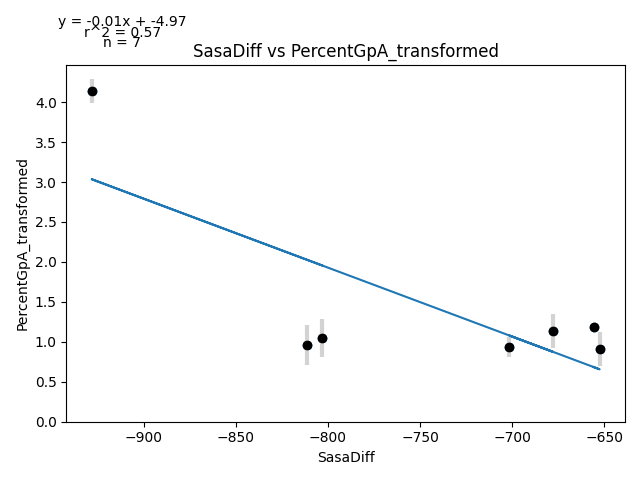 y = -0.01x + -4.97
r^2 = 0.57
n = 7
SasaDiff vs PercentGpA_transformed
PercentGpA_transformed
4.0
3.5
3.0
2.5
2.0
1.5
1.0
0.5
0.0
−900
−850
−800
−750
−700
−650
SasaDiff